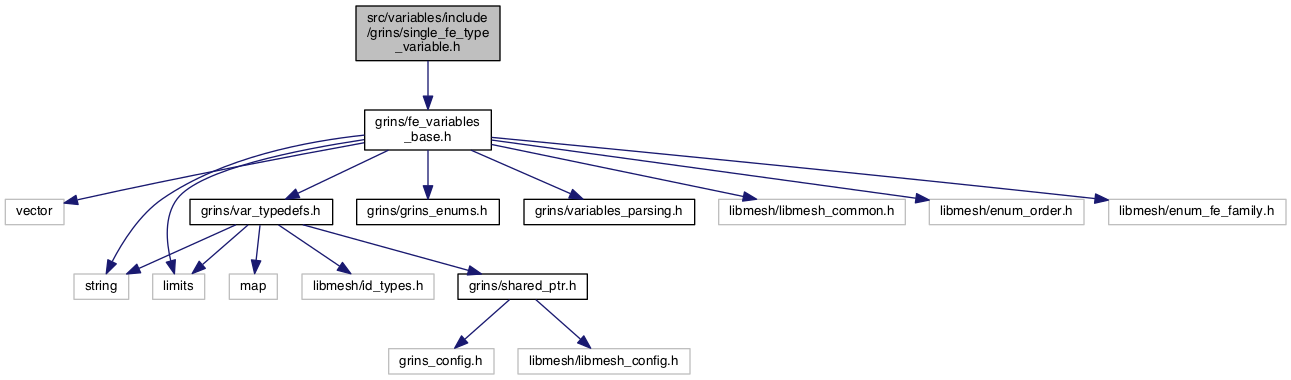 src/variables/include
/grins/single_fe_type
_variable.h
grins/fe_variables
_base.h
vector
grins/var_typedefs.h
grins/grins_enums.h
grins/variables_parsing.h
libmesh/libmesh_common.h
libmesh/enum_order.h
libmesh/enum_fe_family.h
string
limits
map
libmesh/id_types.h
grins/shared_ptr.h
grins_config.h
libmesh/libmesh_config.h